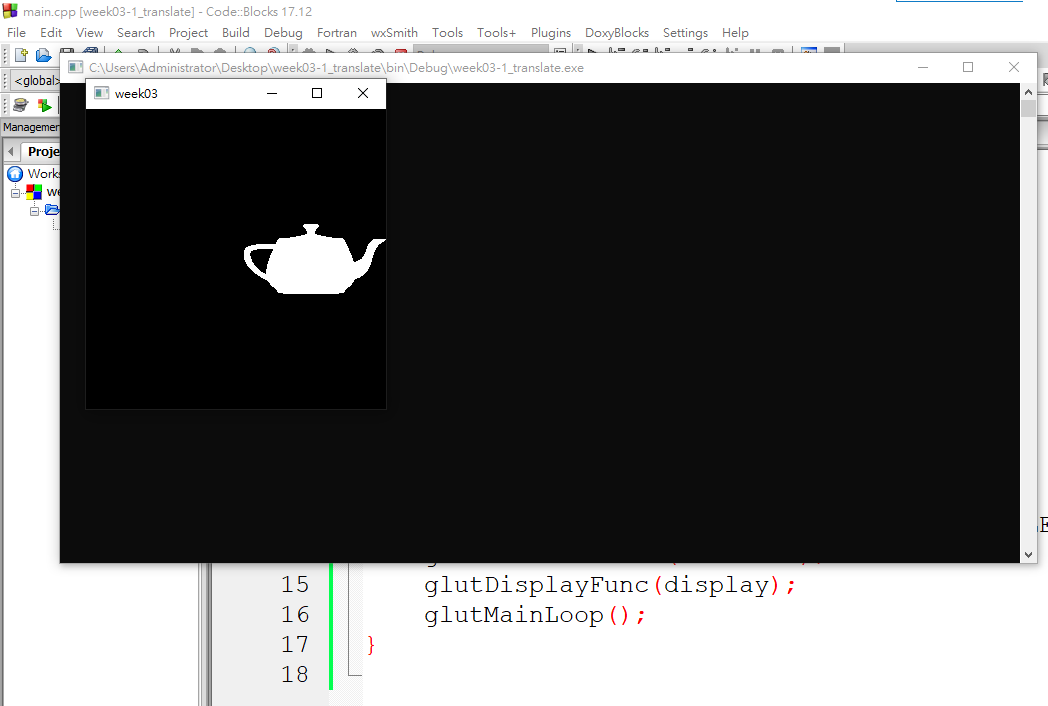 main.cpp [week03-1_translate] - Code::Blocks 17.12
File Edit View Search Project Build Debug Fortran wxSmith Tools Tools+ Plugins DoxyBlocks Settings Help
C:\Users\Administrator\Desktop\week03-1_translate\bin\Debug\week03-1_translate.exe
<global>
week03
Managemen
Proje
Works
we
15 glutDisplayFunc(display);
16 glutMainLoop();
17 }
18